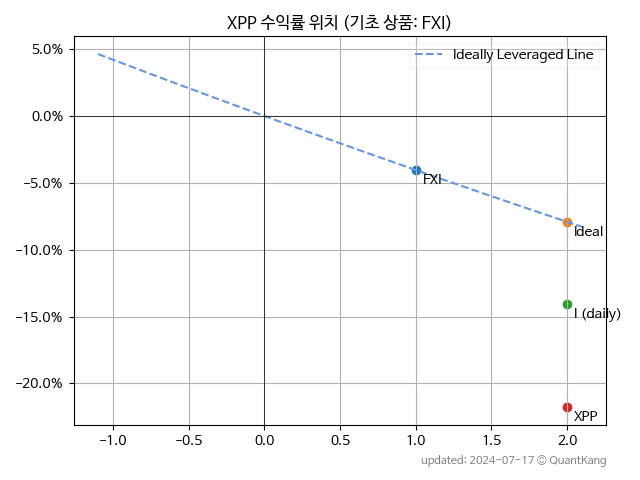 XPP 수익률 위치 (기초 상품: FXI)
5.0%
0.0%
−5.0%
−10.0%
−15.0%
−20.0%
Ideally Leveraged Line
FXI
Ideal
I (daily)
XPP
−1.0
−0.5
0.0
0.5
1.0
1.5
2.0
updated: 2024-07-17 © QuantKang